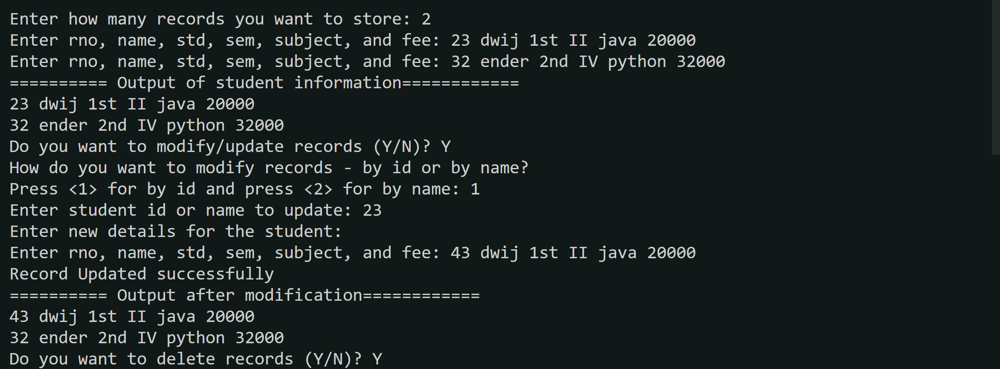 Enter how many records you want to store: 2
Enter rno, name, std, sem, subject, and fee: 23 dwij 1st II java 20000
Enter rno, name, std, sem, subject, and fee: 32 ender 2nd IV python 32000
========== Output of student information============
23 dwij 1st II java 20000
32 ender 2nd IV python 32000
Do you want to modify/update records (Y/N)? Y
How do you want to modify records - by id or by name?
Press <1> for by id and press <2> for by name: 1
Enter student id or name to update: 23
Enter new details for the student:
Enter rno, name, std, sem, subject, and fee: 43 dwij 1st II java 20000
Record Updated successfully
========== Output after modification============
43 dwij 1st II java 20000
32 ender 2nd IV python 32000
Do you want to delete records (Y/N)? Y